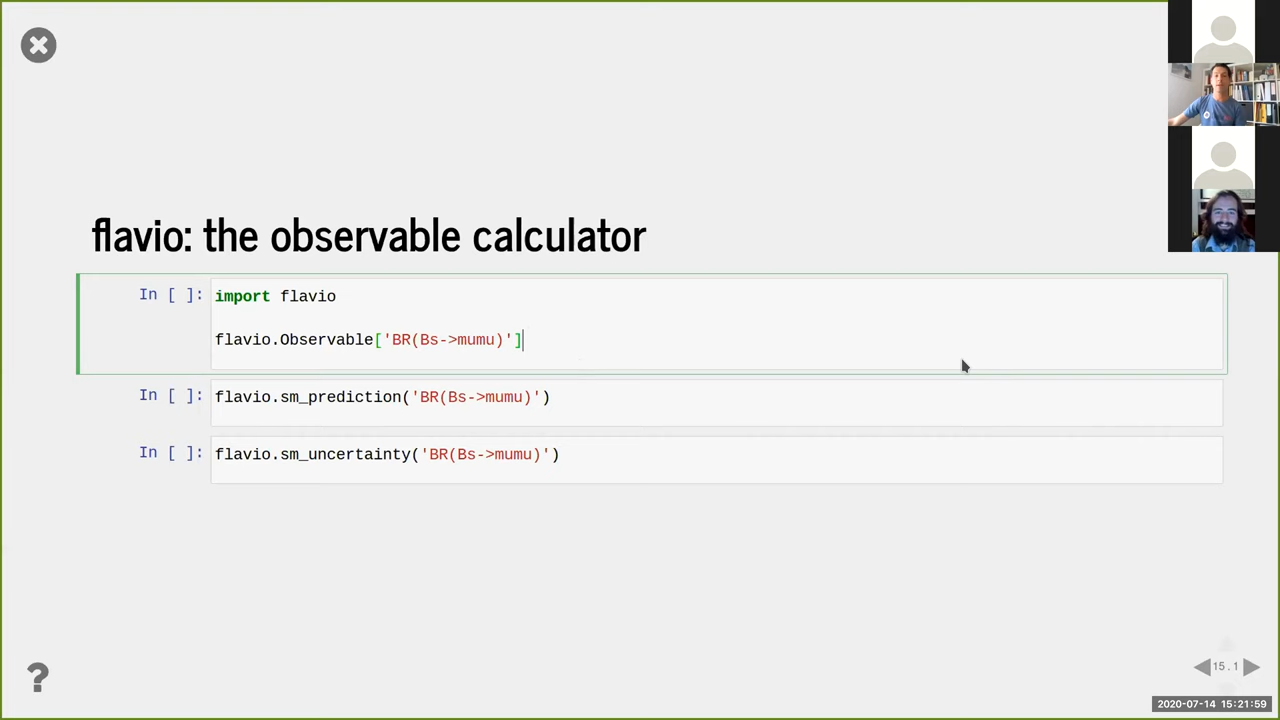 flavio: the observable calculator
In [ ]:
import flavio
flavio.Observable['BR(Bs->mumu)']
In [ ]:
flavio.sm_prediction('BR(Bs->mumu)')
In [ ]:
flavio.sm_uncertainty('BR(Bs->mumu)')
?
15.1
2020-07-14 15:21:59